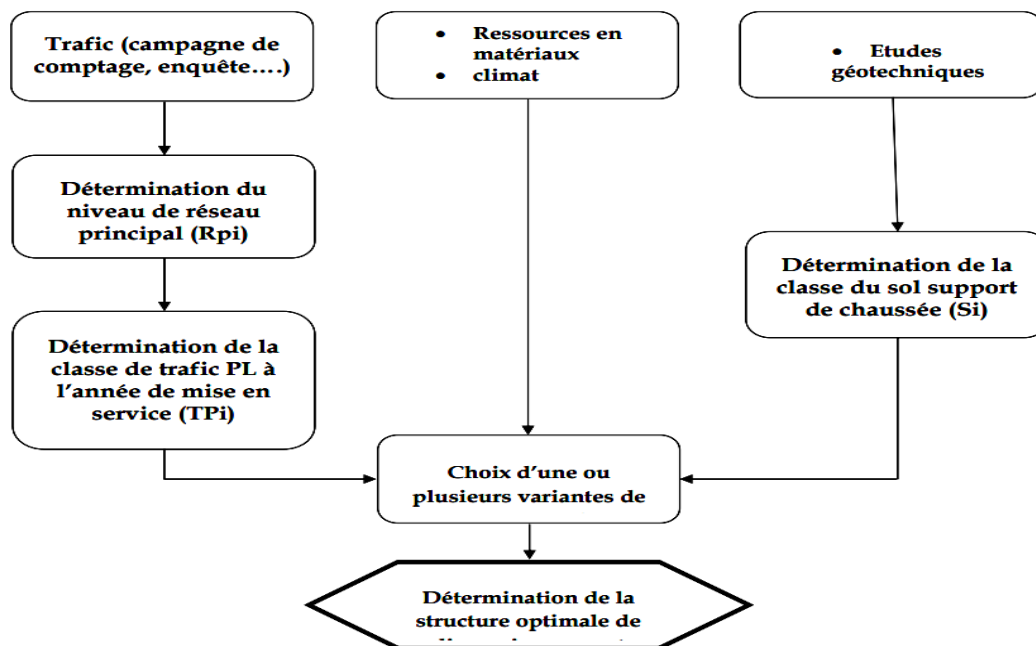 Trafic (campagne de
comptage, enquête….)
• Ressources en
matériaux
• climat
• Etudes
géotechniques
Détermination du
niveau de réseau
principal (Rpi)
Détermination de la
classe du sol support
de chaussée (Si)
Détermination de la
classe de trafic PL à
l’année de mise en
service (TPi)
Choix d’une ou
plusieurs variantes de
Détermination de la
structure optimale de